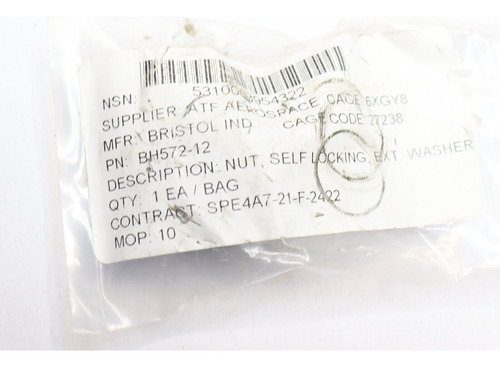 NSN:
SUPPLIER: ATF AEROSPACE, CAGE 6XGY8
MFR: BRISTOL IND CAGE CODE: 27238
PN: BH572-12
DESCRIPTION: NUT, SELF LOCKING, EXT. WASHER
QTY: 1 EA / BAG
CONTRACT: SPE4A7-21-F-2422
MOP: 10